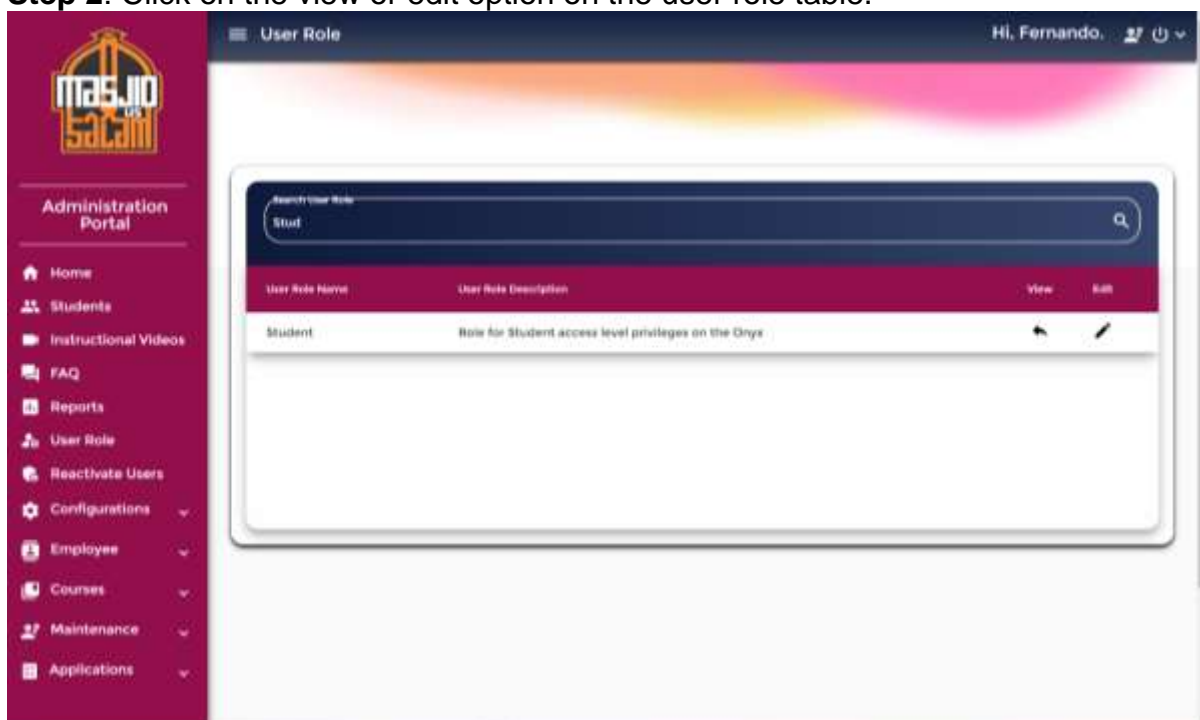 Step 2: Click on the view or edit option on the user role table.
User Role
Hi, Fernando.
MASJID
US
SALAM
Administration
Portal
Home
Students
Instructional Videos
FAQ
Reports
User Role
Reactivate Users
Configurations
Employee
Courses
Maintenance
Applications
Search User Role
Stud
User Role Name User Role Description View Edit
Student Role for Student access level privileges on the Onyx